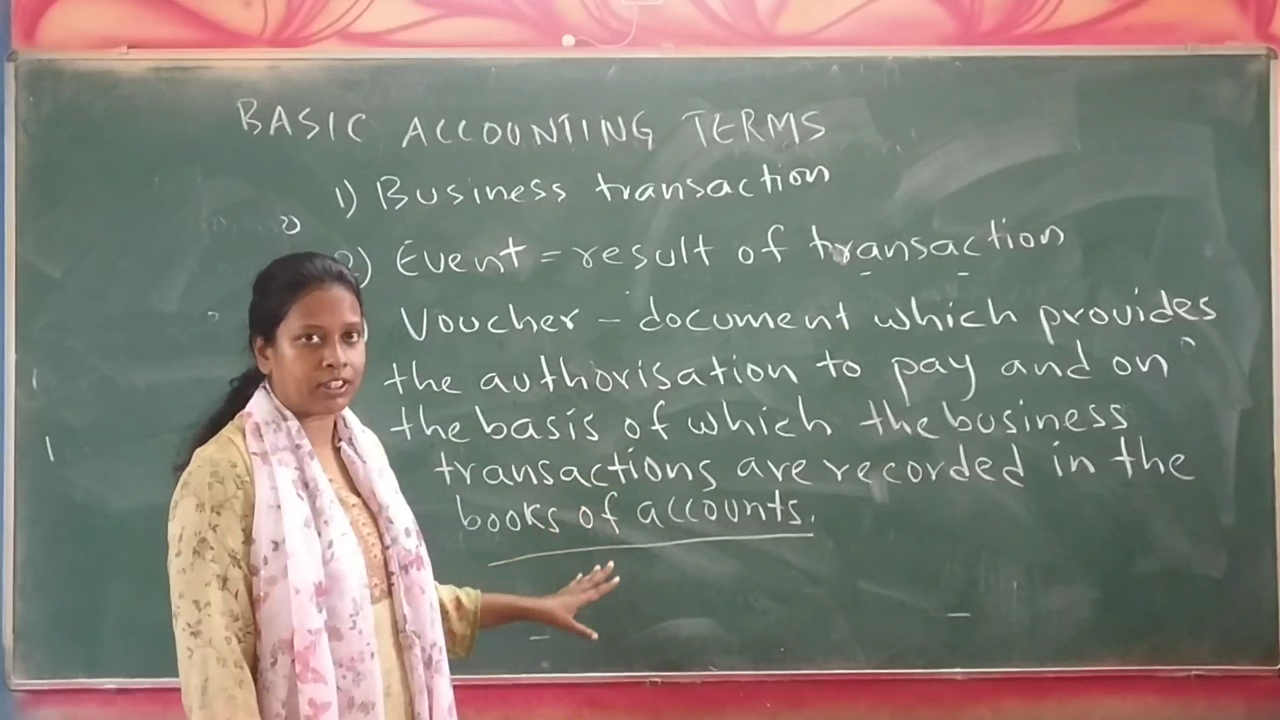 BASIC ACCOUNTING TERMS
1) Business transaction
2) Event = result of transaction
Voucher - document which provides
the authorisation to pay and on
the basis of which the business
transactions are recorded in the
books of accounts.